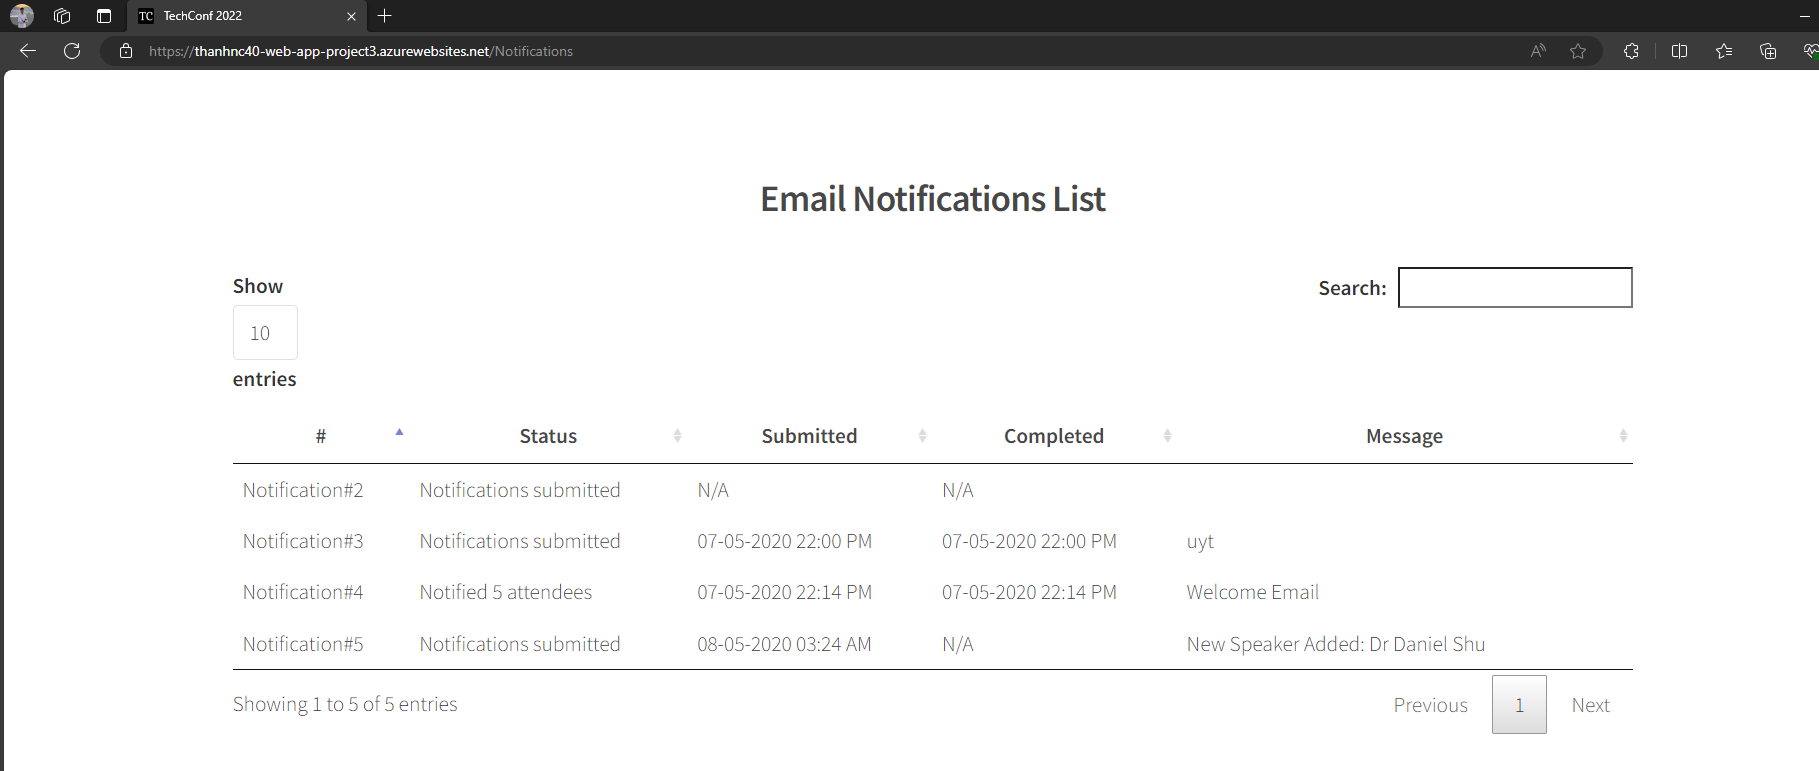 TC TechConf 2022
https://thanhnc40-web-app-project3.azurewebsites.net/Notifications
Email Notifications List
Show
10
entries
Search:
# Status Submitted Completed Message
Notification#2 Notifications submitted N/A N/A
Notification#3 Notifications submitted 07-05-2020 22:00 PM 07-05-2020 22:00 PM uyt
Notification#4 Notified 5 attendees 07-05-2020 22:14 PM 07-05-2020 22:14 PM Welcome Email
Notification#5 Notifications submitted 08-05-2020 03:24 AM N/A New Speaker Added: Dr Daniel Shu
Showing 1 to 5 of 5 entries
Previous 1 Next